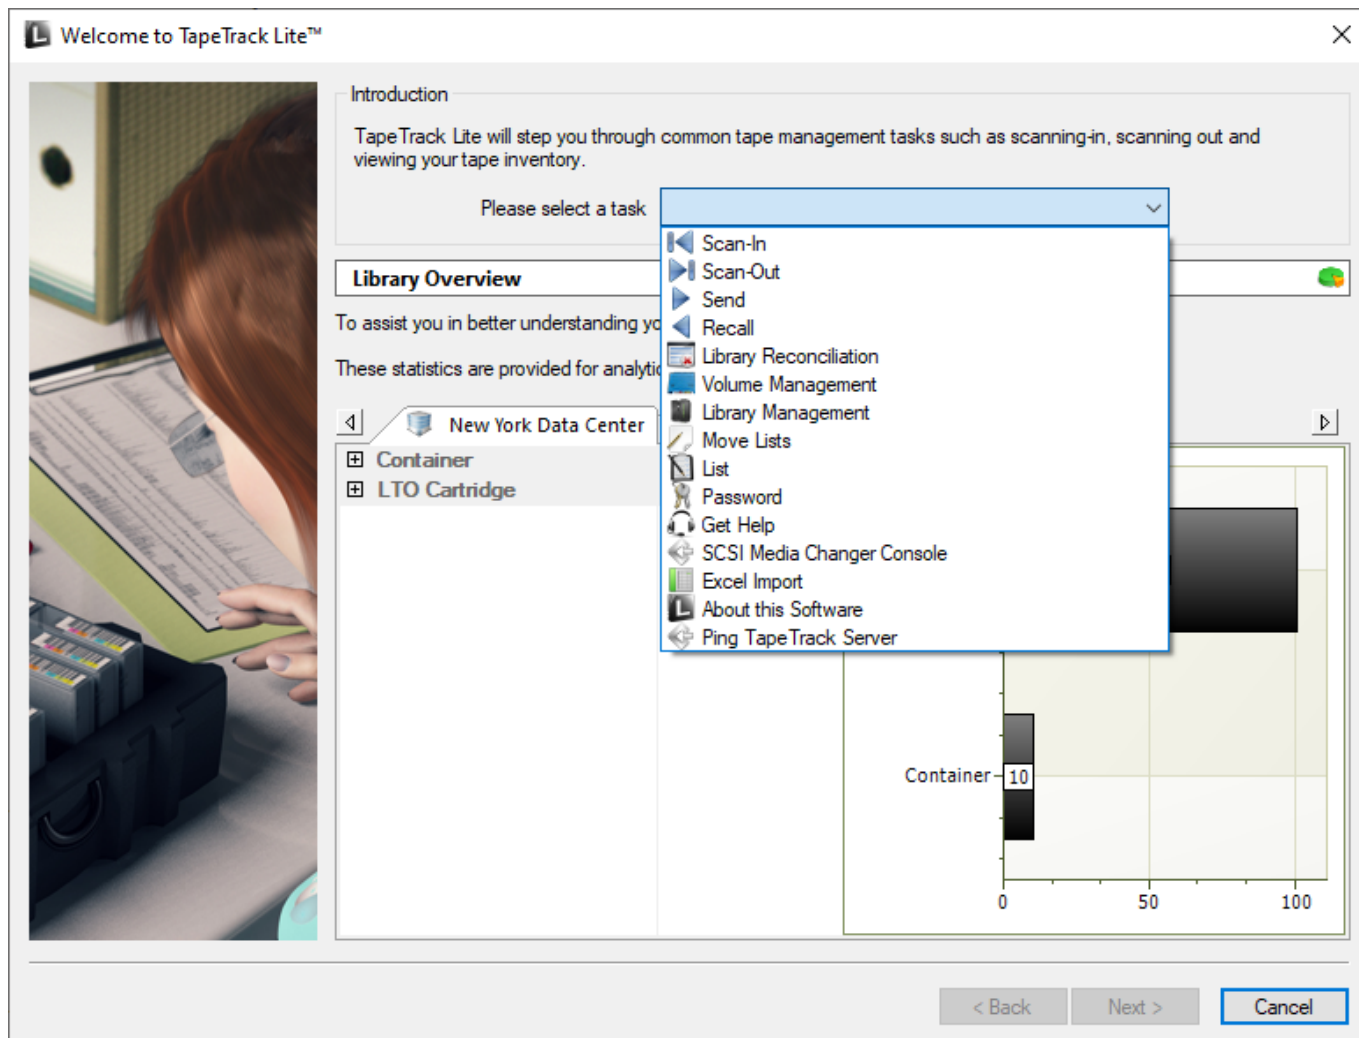 Welcome to TapeTrack Lite™
Introduction
TapeTrack Lite will step you through common tape management tasks such as scanning-in, scanning out and
viewing your tape inventory.
Please select a task
Scan-In
Scan-Out
Send
Recall
Library Reconciliation
Volume Management
Library Management
Move Lists
List
Password
Get Help
SCSI Media Changer Console
Excel Import
About this Software
Ping TapeTrack Server
Library Overview
To assist you in better understanding
These statistics are provided for
New York Data Center
Container
LTO Cartridge
Container
10
0 50 100
< Back Next > Cancel